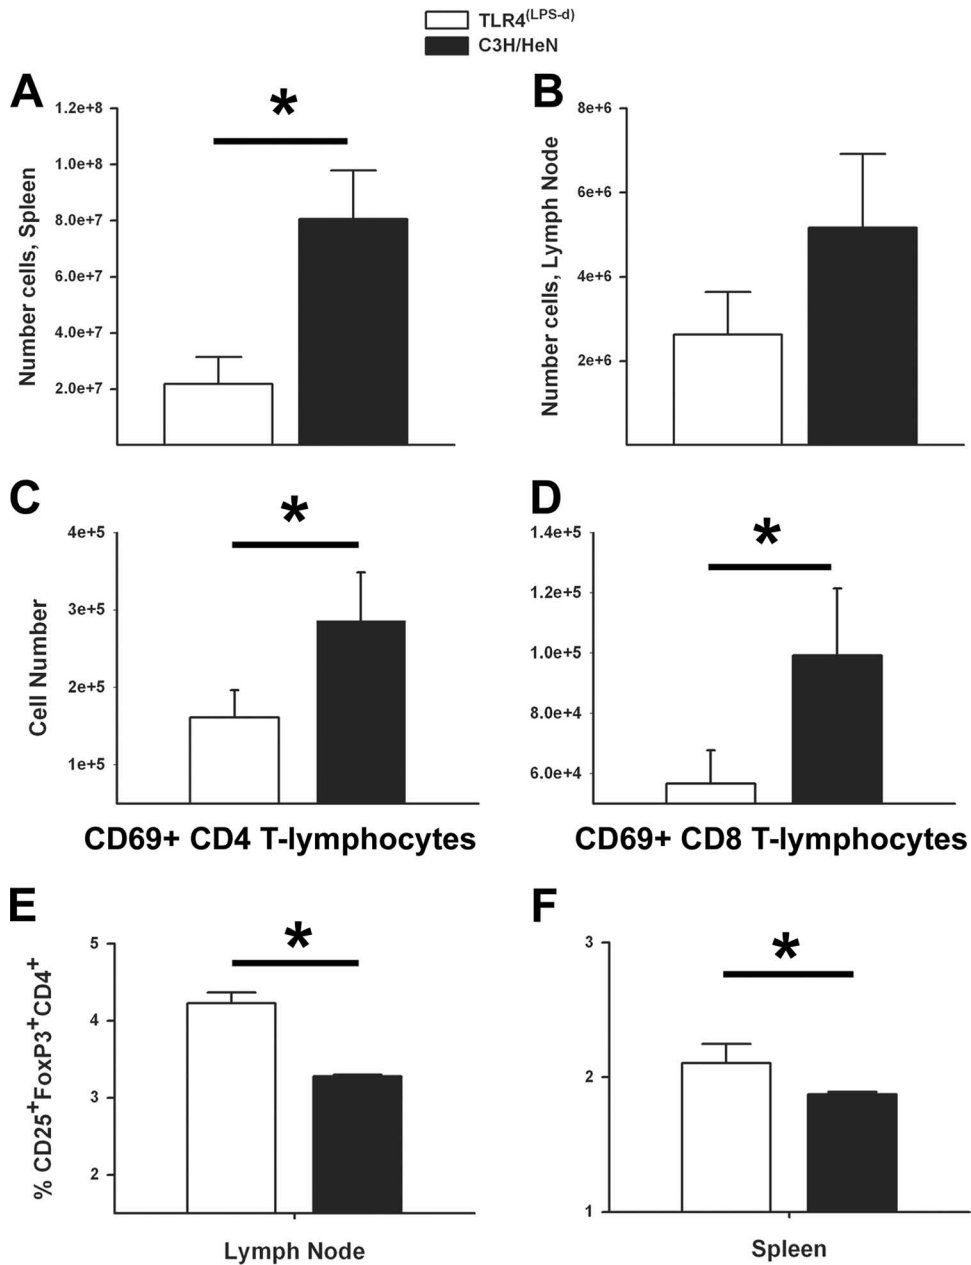 TLR4(LPS-d)
C3H/HeN
A
*
Number cells, Spleen
1.2e+8
1.0e+8
8.0e+7
6.0e+7
4.0e+7
2.0e+7
B
Number cells, Lymph Node
8e+6
6e+6
4e+6
2e+6
C
*
Cell Number
4e+5
3e+5
2e+5
1e+5
CD69+ CD4 T-lymphocytes
D
*
1.4e+5
1.2e+5
1.0e+5
8.0e+4
6.0e+4
CD69+ CD8 T-lymphocytes
E
*
% CD25+FoxP3+CD4+
5
4
3
2
Lymph Node
F
*
3
2
1
Spleen